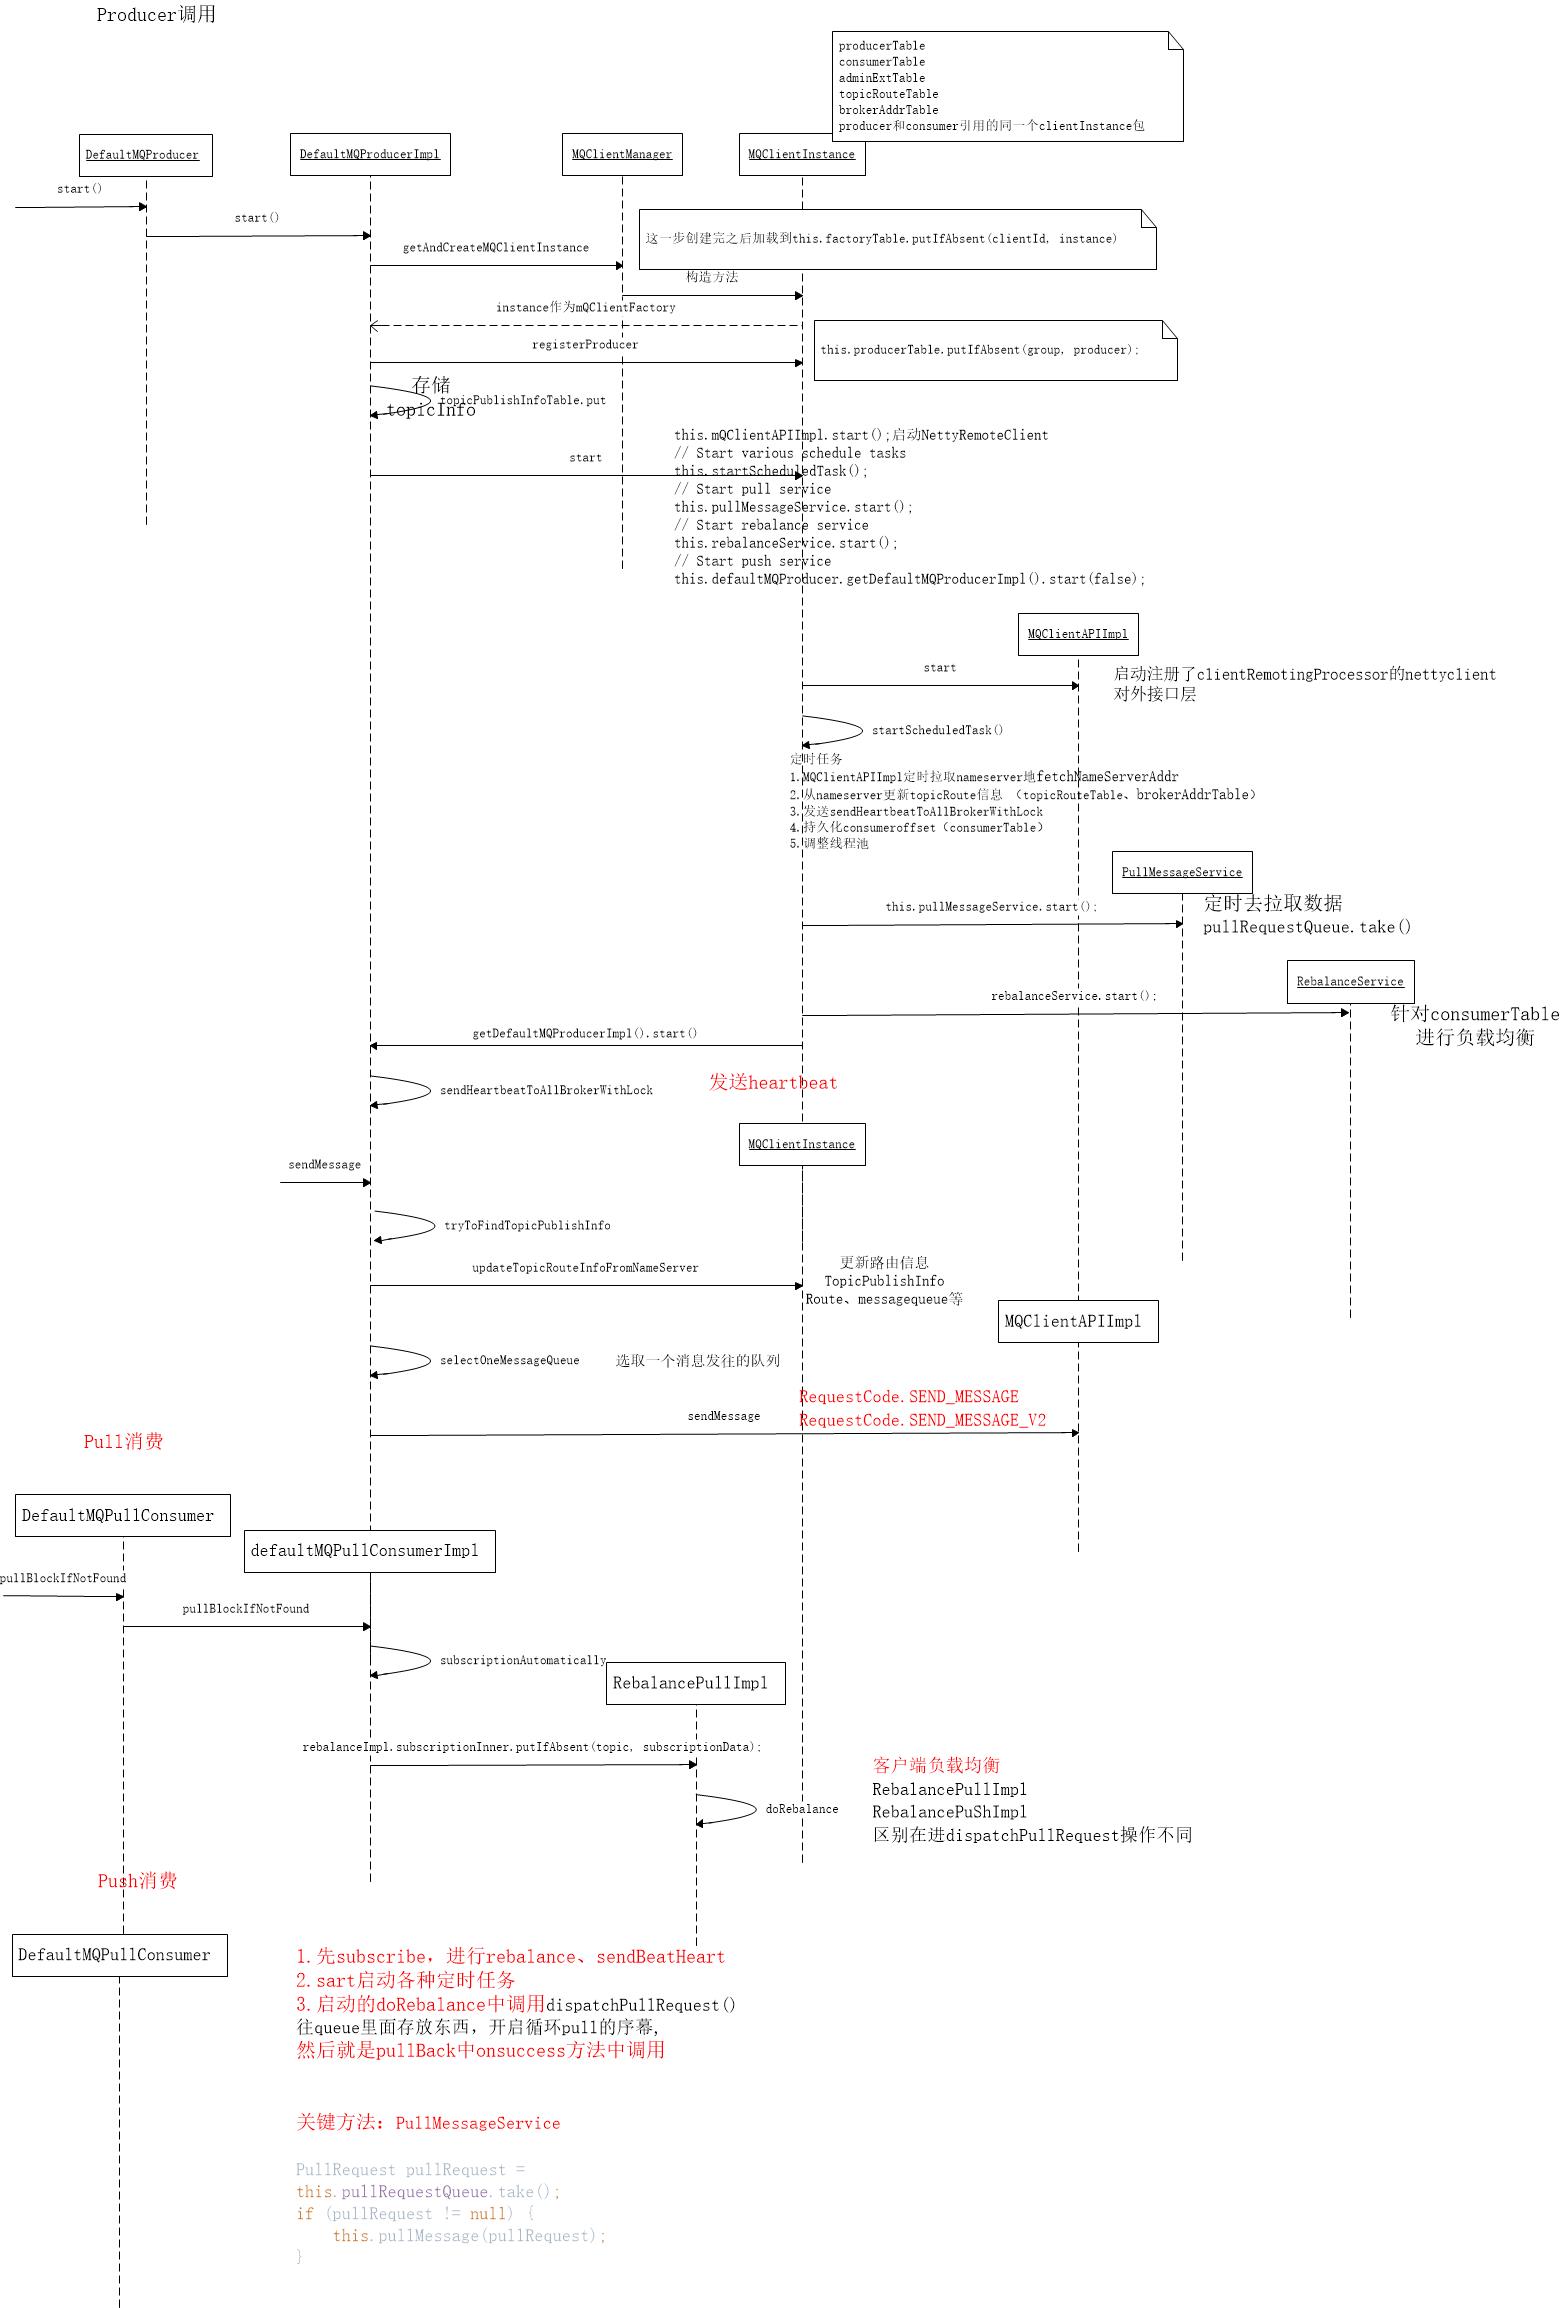 Producer调用
producerTable
consumerTable
adminExtTable
topicRouteTable
brokerAddrTable
producer和consumer引用的同一个clientInstance包
DefaultMQProducer
DefaultMQProducerImpl
MQClientManager
MQClientInstance
start()
start()
getAndCreateMQClientInstance
这一步创建完之后加载到this.factoryTable.putIfAbsent(clientId, instance)
构造方法
instance作为mQClientFactory
registerProducer
this.producerTable.putIfAbsent(group, producer);
存储
topicInfo
topicPublishInfoTable.put
start
this.mQClientAPIImpl.start();启动NettyRemoteClient
// Start various schedule tasks
this.startScheduledTask();
// Start pull service
this.pullMessageService.start();
// Start rebalance service
this.rebalanceService.start();
// Start push service
this.defaultMQProducer.getDefaultMQProducerImpl().start(false);
MQClientAPIImpl
start
启动注册了clientRemotingProcessor的nettyclient
对外接口层
startScheduledTask()
定时任务
1.MQClientAPIImpl定时拉取nameserver地fetchNameServerAddr
2.从nameserver更新topicRoute信息 （topicRouteTable、brokerAddrTable）
3.发送sendHeartbeatToAllBrokerWithLock
4.持久化consumeroffset（consumerTable）
5.调整线程池
PullMessageService
this.pullMessageService.start();
定时去拉取数据
pullRequestQueue.take()
RebalanceService
rebalanceService.start();
针对consumerTable
进行负载均衡
getDefaultMQProducerImpl().start()
sendHeartbeatToAllBrokerWithLock
发送heartbeat
MQClientInstance
sendMessage
tryToFindTopicPublishInfo
updateTopicRouteInfoFromNameServer
更新路由信息
TopicPublishInfo
Route、messagequeue等
MQClientAPIImpl
selectOneMessageQueue
选取一个消息发往的队列
RequestCode.SEND_MESSAGE
sendMessage
RequestCode.SEND_MESSAGE_V2
Pull消费
DefaultMQPullConsumer
defaultMQPullConsumerImpl
pullBlockIfNotFound
pullBlockIfNotFound
subscriptionAutomatically
RebalancePullImpl
rebalanceImpl.subscriptionInner.putIfAbsent(topic, subscriptionData);
doRebalance
客户端负载均衡
RebalancePullImpl
RebalancePuShImpl
区别在进dispatchPullRequest操作不同
Push消费
DefaultMQPullConsumer
1.先subscribe，进行rebalance、sendBeatHeart
2.sart启动各种定时任务
3.启动的doRebalance中调用dispatchPullRequest()
往queue里面存放东西，开启循环pull的序幕,
然后就是pullBack中onsuccess方法中调用
关键方法：PullMessageService
PullRequest pullRequest =
this.pullRequestQueue.take();
if (pullRequest != null) {
this.pullMessage(pullRequest);
}